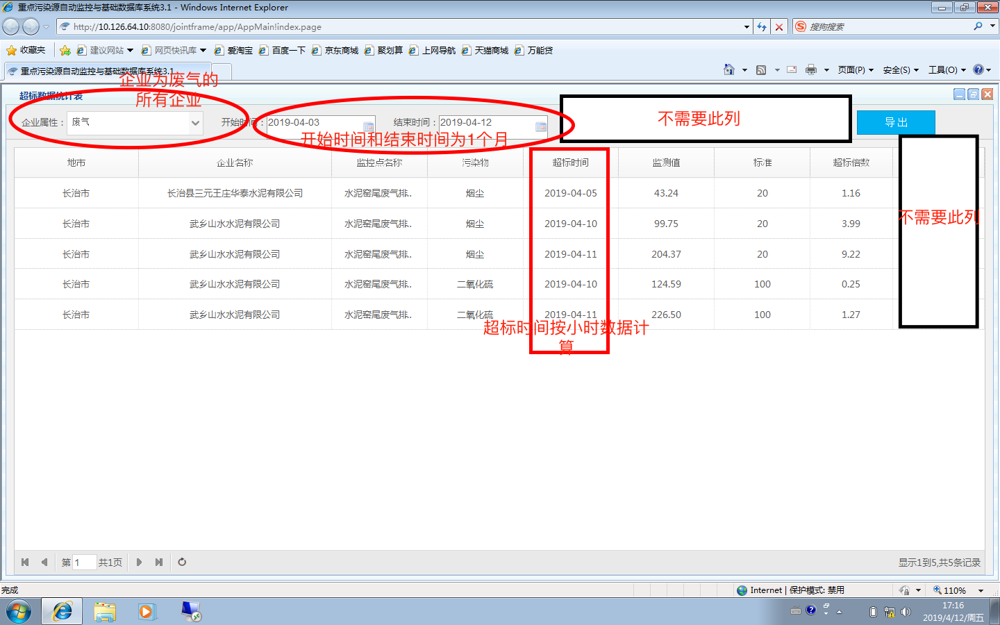 重点污染源自动监控与基础数据库系统3.1 - Windows Internet Explorer
http://10.126.64.10:8080/jointframe/app/AppMain!index.page
搜狗搜索
收藏夹 建议网站 网页快讯库 爱淘宝 百度一下 京东商城 聚划算 上网导航 天猫商城 万能贷
重点污染源自动监控与基础数据库系统3.1
页面(P) 安全(S) 工具(O)
企业为废气的
所有企业
超标数据统计表
企业属性： 废气 开始时间： 2019-04-03 结束时间： 2019-04-12 不需要此列 导出
开始时间和结束时间为1个月
地市 企业名称 监控点名称 污染物 超标时间 监测值 标准 超标倍数
长治市 长治县三元王庄华泰水泥有限公司 水泥窑尾废气排.. 烟尘 2019-04-05 43.24 20 1.16
不需要此列
长治市 武乡山水水泥有限公司 水泥窑尾废气排.. 烟尘 2019-04-10 99.75 20 3.99
长治市 武乡山水水泥有限公司 水泥窑尾废气排.. 烟尘 2019-04-11 204.37 20 9.22
长治市 武乡山水水泥有限公司 水泥窑尾废气排.. 二氧化硫 2019-04-10 124.59 100 0.25
长治市 武乡山水水泥有限公司 水泥窑尾废气排.. 二氧化硫 2019-04-11 226.50 100 1.27
超标时间按小时数据计
算
第 1 共1页 显示1到5,共5条记录
完成 Internet | 保护模式: 禁用 110%
17:16
2019/4/12/周五